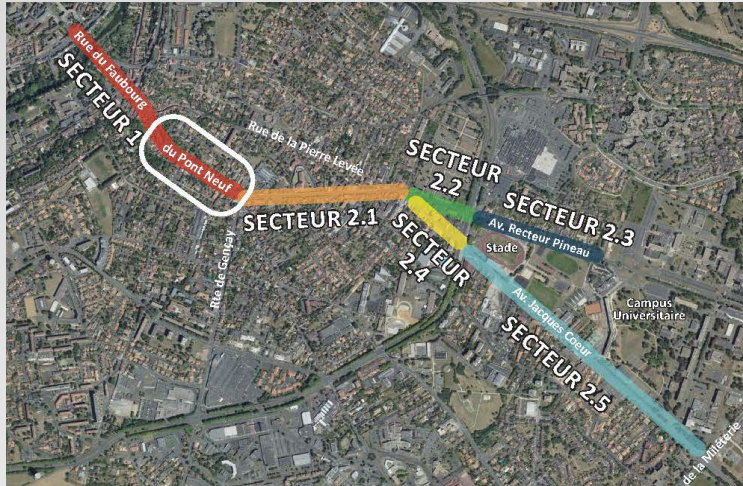 Rue du Faubourg
du Pont Neuf
SECTEUR 1
Rue de la Pierre Levée
SECTEUR
2.2
SECTEUR 2.1
SECTEUR 2.3
Av. Recteur Pineau
SECTEUR
2.4
Stade
Rte de Gençay
Av. Jacques Coeur
Campus
Universitaire
SECTEUR 2.5
de la Milétrie